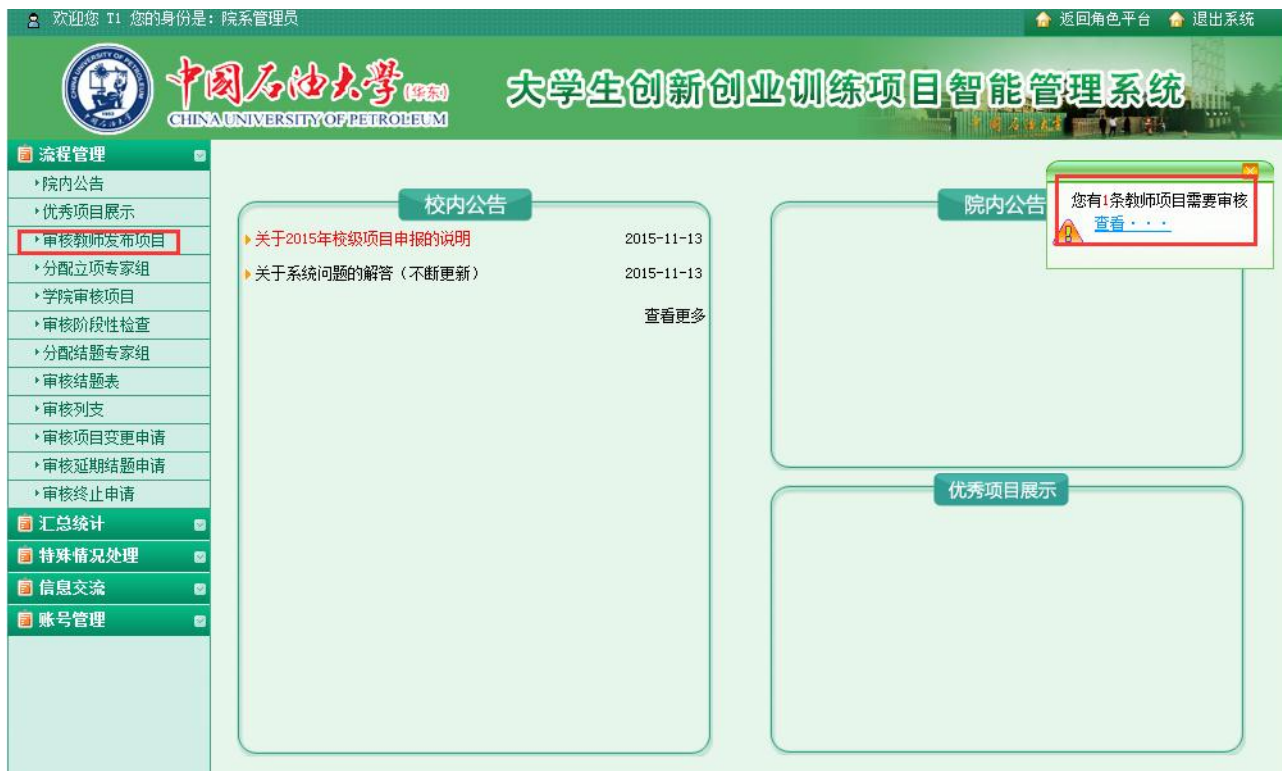 欢迎您 T1 您的身份是：院系管理员
返回角色平台 退出系统
中国石油大学(华东)
CHINA UNIVERSITY OF PETROLEUM
大学生创新创业训练项目智能管理系统
流程管理
院内公告
优秀项目展示
审核教师发布项目
分配立项专家组
学院审核项目
审核阶段性检查
分配结题专家组
审核结题表
审核列支
审核项目变更申请
审核延期结题申请
审核终止申请
汇总统计
特殊情况处理
信息交流
账号管理
校内公告
关于2015年校级项目申报的说明 2015-11-13
关于系统问题的解答（不断更新） 2015-11-13
查看更多
院内公告
您有1条教师项目需要审核
查看···
优秀项目展示